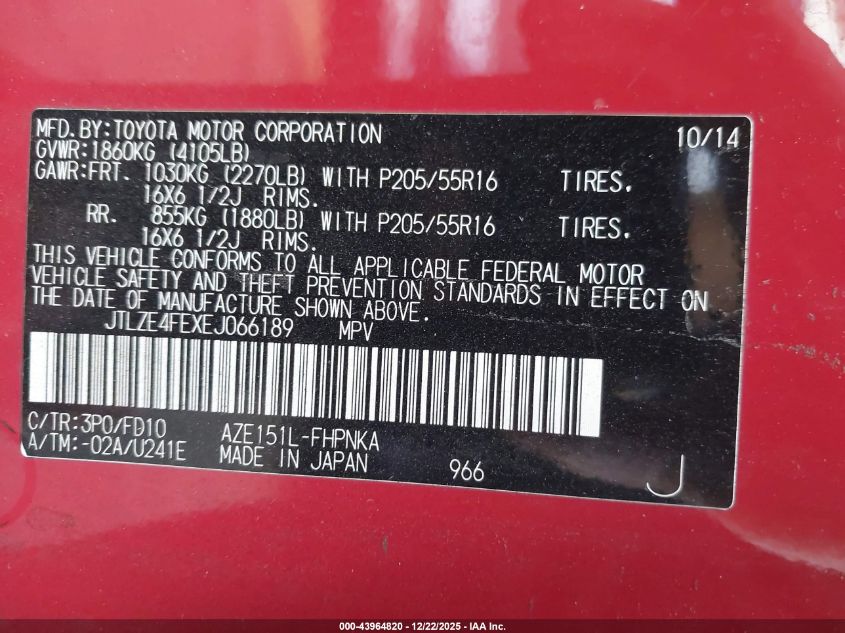 MFD.BY:TOYOTA MOTOR CORPORATION 10/14
GVWR:1860KG (4105LB)
GAWR:FRT. 1030KG (2270LB) WITH P205/55R16 TIRES.
16X6 1/2J RIMS.
RR. 855KG (1880LB) WITH P205/55R16 TIRES.
16X6 1/2J RIMS.
THIS VEHICLE CONFORMS TO ALL APPLICABLE FEDERAL MOTOR
VEHICLE SAFETY AND THEFT PREVENTION STANDARDS IN EFFECT ON
THE DATE OF MANUFACTURE SHOWN ABOVE.
JTLZE4FEXEJ066189 MPV
C/TR:3P0/FD10 AZE151L-FHPNKA
A/TM:-02A/U241E MADE IN JAPAN 966 J
000-43964820 - 12/22/2025 - IAA Inc.